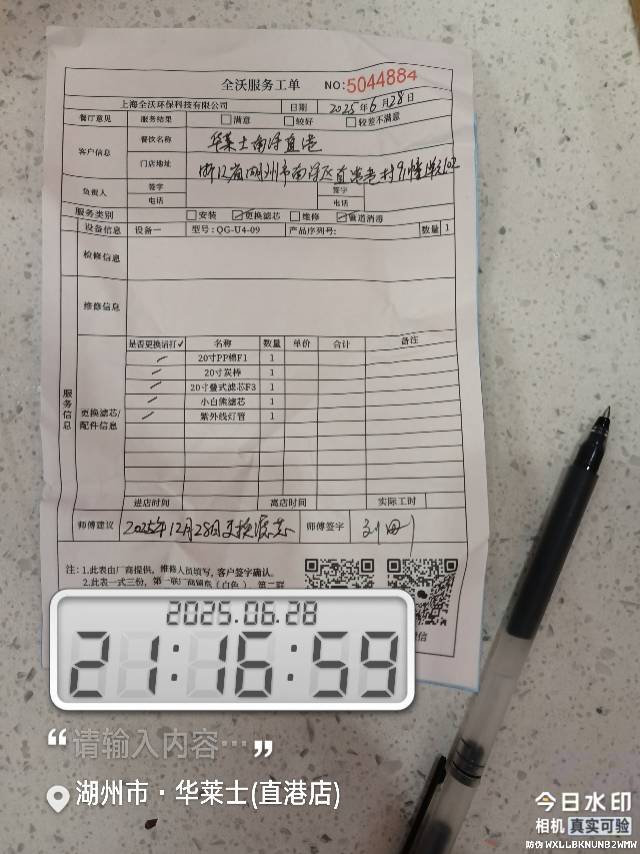 全沃服务工单 NO:5044884
上海全沃环保科技有限公司 日期 2025年6月28日
餐厅意见 服务结果 满意 较好 较差不满意
客户信息 餐饮名称 华莱士南浔直港
门店地址 浙江省湖州市南浔区直港巷村91幢1单元102
负责人 签字 签字
电话 电话
服务类别 安装 更换滤芯 维修 管道消毒
设备信息 设备一 型号:QG-U4-09 产品序列号: 数量 1
检修信息
维修信息
服务信息
更换滤芯/配件信息
是否更换请打✓ 名称 数量 单价 合计 备注
20寸PP棉F1 1
20寸炭棒 1
20寸叠式滤芯F3 1
小白熊滤芯 1
紫外线灯管 1
进店时间 离店时间 实际工时
师傅建议 2025年12月28日更换滤芯 师傅签字
注:1.此表由厂商提供,维修人员填写,客户签字确认。
2.此表一式三份,第一联厂商留底(白色) 第二联
2025.06.28
21:16:59
“请输入内容…”
湖州市·华莱士(直港店)
今日水印
相机 真实可验
防伪 WXLLBKNUNB2WMW